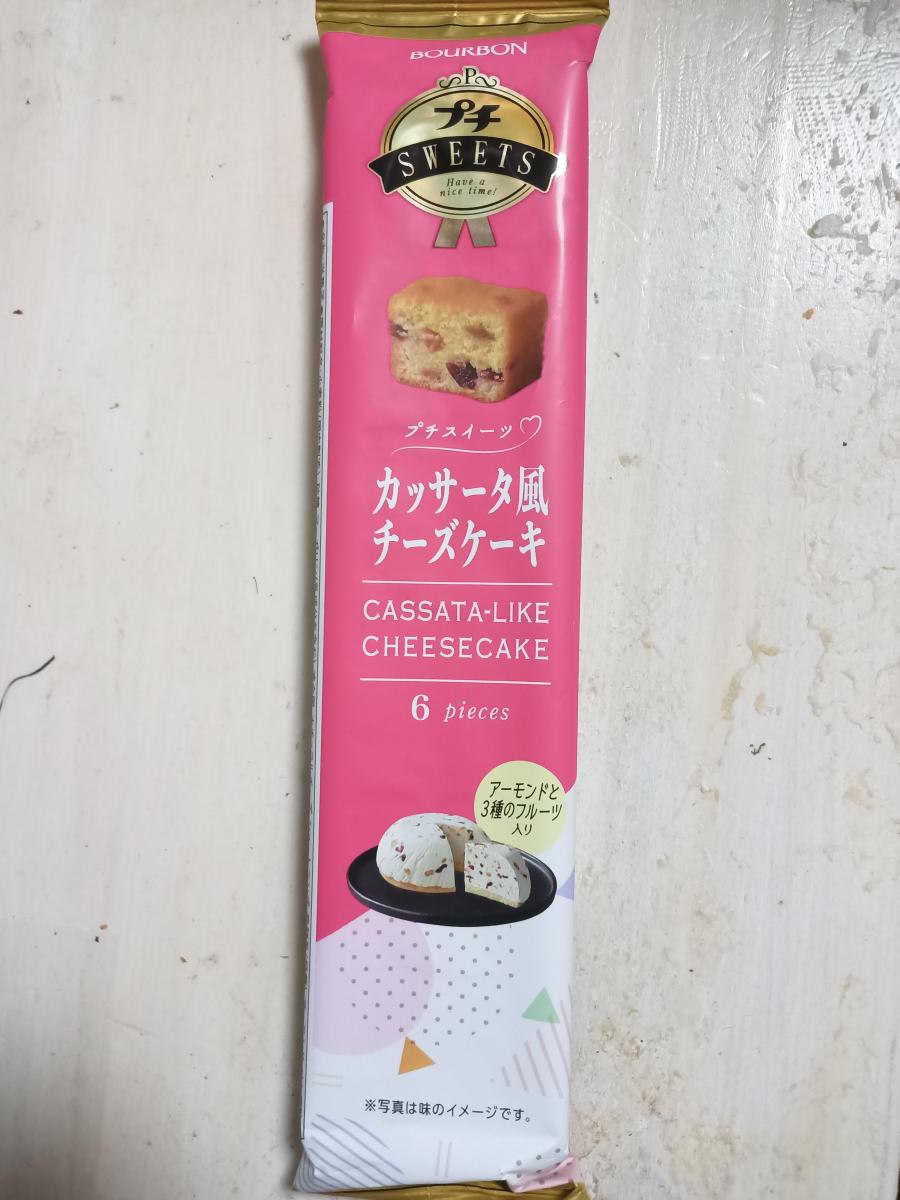 BOURBON
P
プチ
SWEETS
Have a
nice time!
プチスイーツ♡
カッサータ風
チーズケーキ
CASSATA-LIKE
CHEESECAKE
6 pieces
アーモンドと
3種のフルーツ
入り
※写真は味のイメージです。